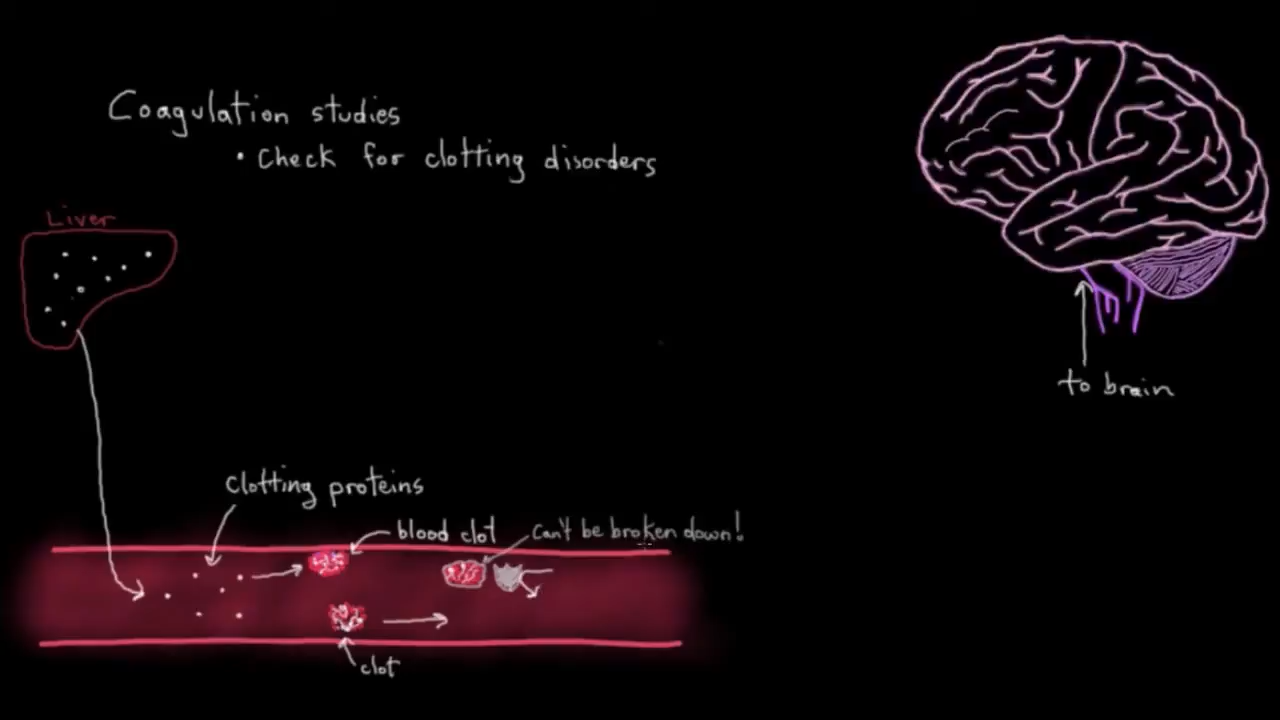 Coagulation studies
• Check for clotting disorders
Liver
to brain
clotting proteins
blood clot
can't be broken down!
clot